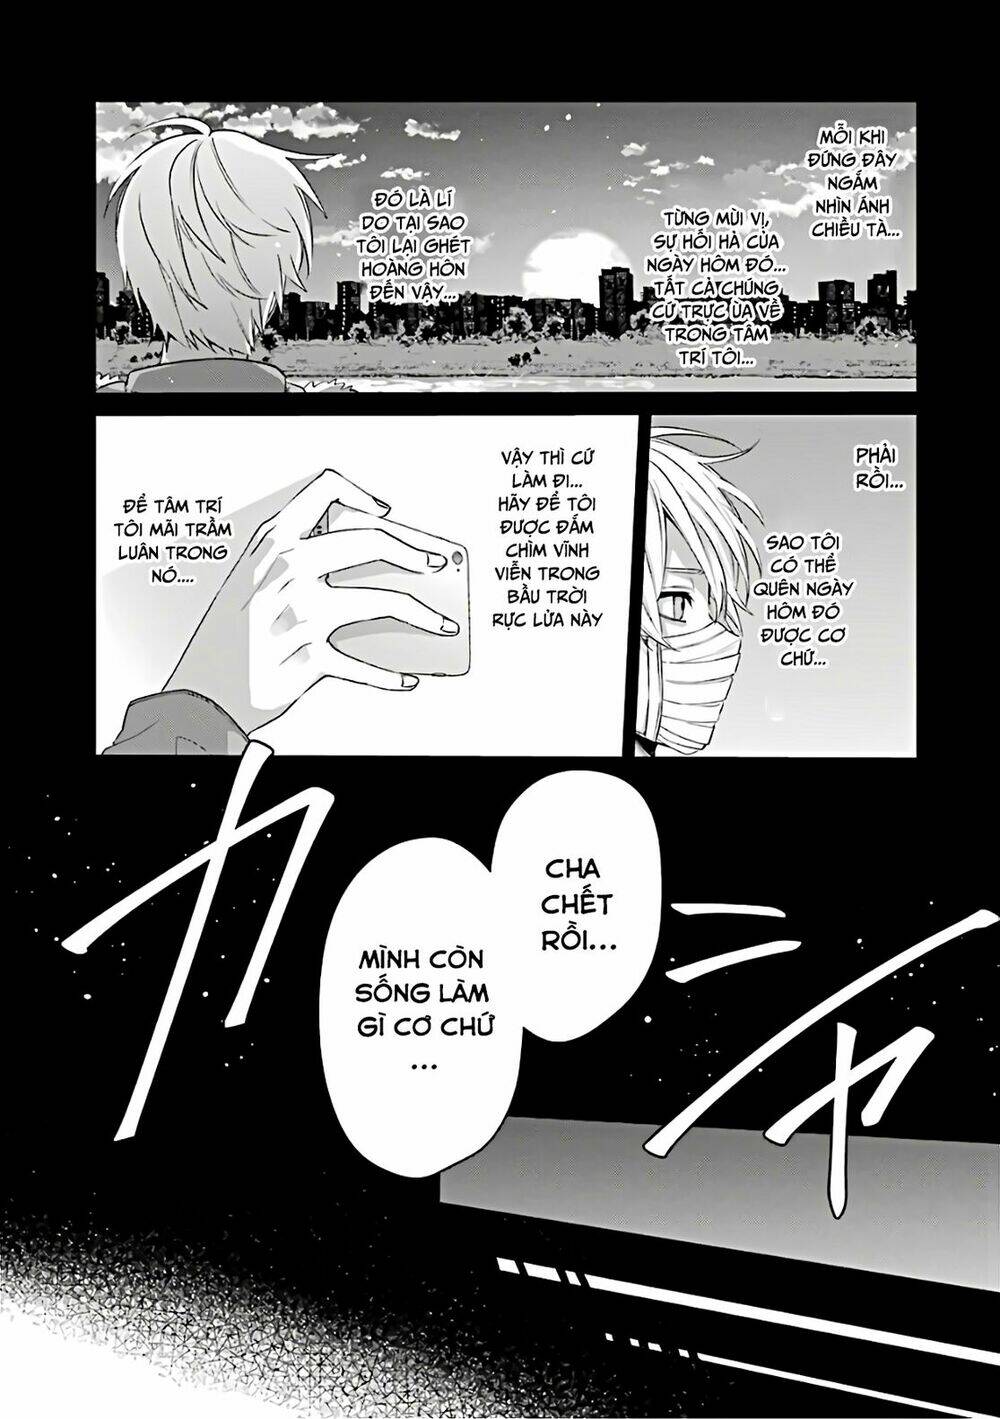 MỖI KHI
ĐỨNG ĐÂY
NGẮM
NHÌN ÁNH
CHIỀU TÀ...
TỪNG MÙI VỊ,
SỰ HỐI HẢ CỦA
NGÀY HÔM ĐÓ...
TẤT CẢ CHÚNG
CỨ TRỰC ÙA VỀ
TRONG TÂM
TRÍ TÔI...
ĐÓ LÀ LÍ
DO TẠI SAO
TÔI LẠI GHÉT
HOÀNG HÔN
ĐẾN VẬY...
PHẢI
RỒI...
SAO TÔI
CÓ THỂ
QUÊN NGÀY
HÔM ĐÓ
ĐƯỢC CƠ
CHỨ...
VẬY THÌ CỨ
LÀM ĐI...
HÃY ĐỂ TÔI
ĐƯỢC ĐẮM
CHÌM VĨNH
VIỄN TRONG
BẦU TRỜI
RỰC LỬA NÀY
ĐỂ TÂM TRÍ
TÔI MÃI TRẦM
LUÂN TRONG
NÓ....
CHA
CHẾT
RỒI...
MÌNH CÒN
SỐNG LÀM
GÌ CƠ CHỨ
...
カシャ